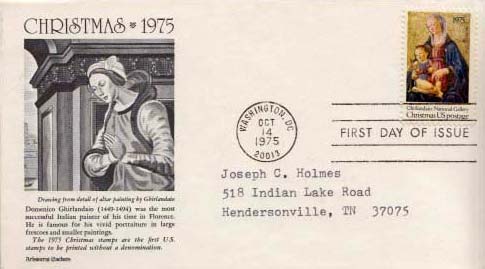 CHRISTMAS * 1975
Drawing from detail of altar painting by Ghirlandaio
Domenico Ghirlandaio (1449-1494) was the most
successful Italian painter of his time in Florence.
He is famous for his vivid portraiture in large
frescoes and smaller paintings.
The 1975 Christmas stamps are the first U.S.
stamps to be printed without a denomination.
1975
Ghirlandaio: National Gallery
Christmas US postage
WASHINGTON, DC
OCT
14
1975
20013
FIRST DAY OF ISSUE
Joseph C. Holmes
518 Indian Lake Road
Hendersonville, TN 37075